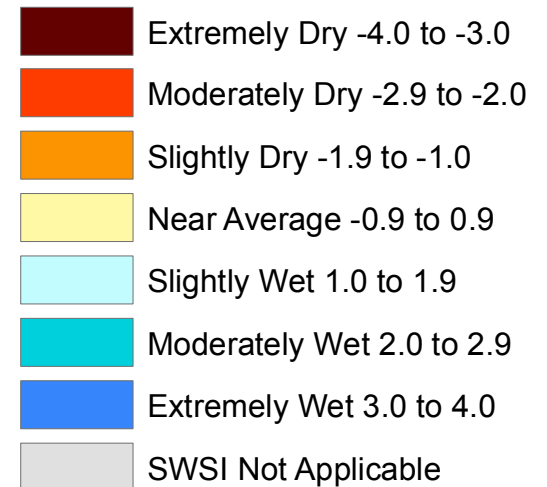 Extremely Dry -4.0 to -3.0
Moderately Dry -2.9 to -2.0
Slightly Dry -1.9 to -1.0
Near Average -0.9 to 0.9
Slightly Wet 1.0 to 1.9
Moderately Wet 2.0 to 2.9
Extremely Wet 3.0 to 4.0
SWSI Not Applicable